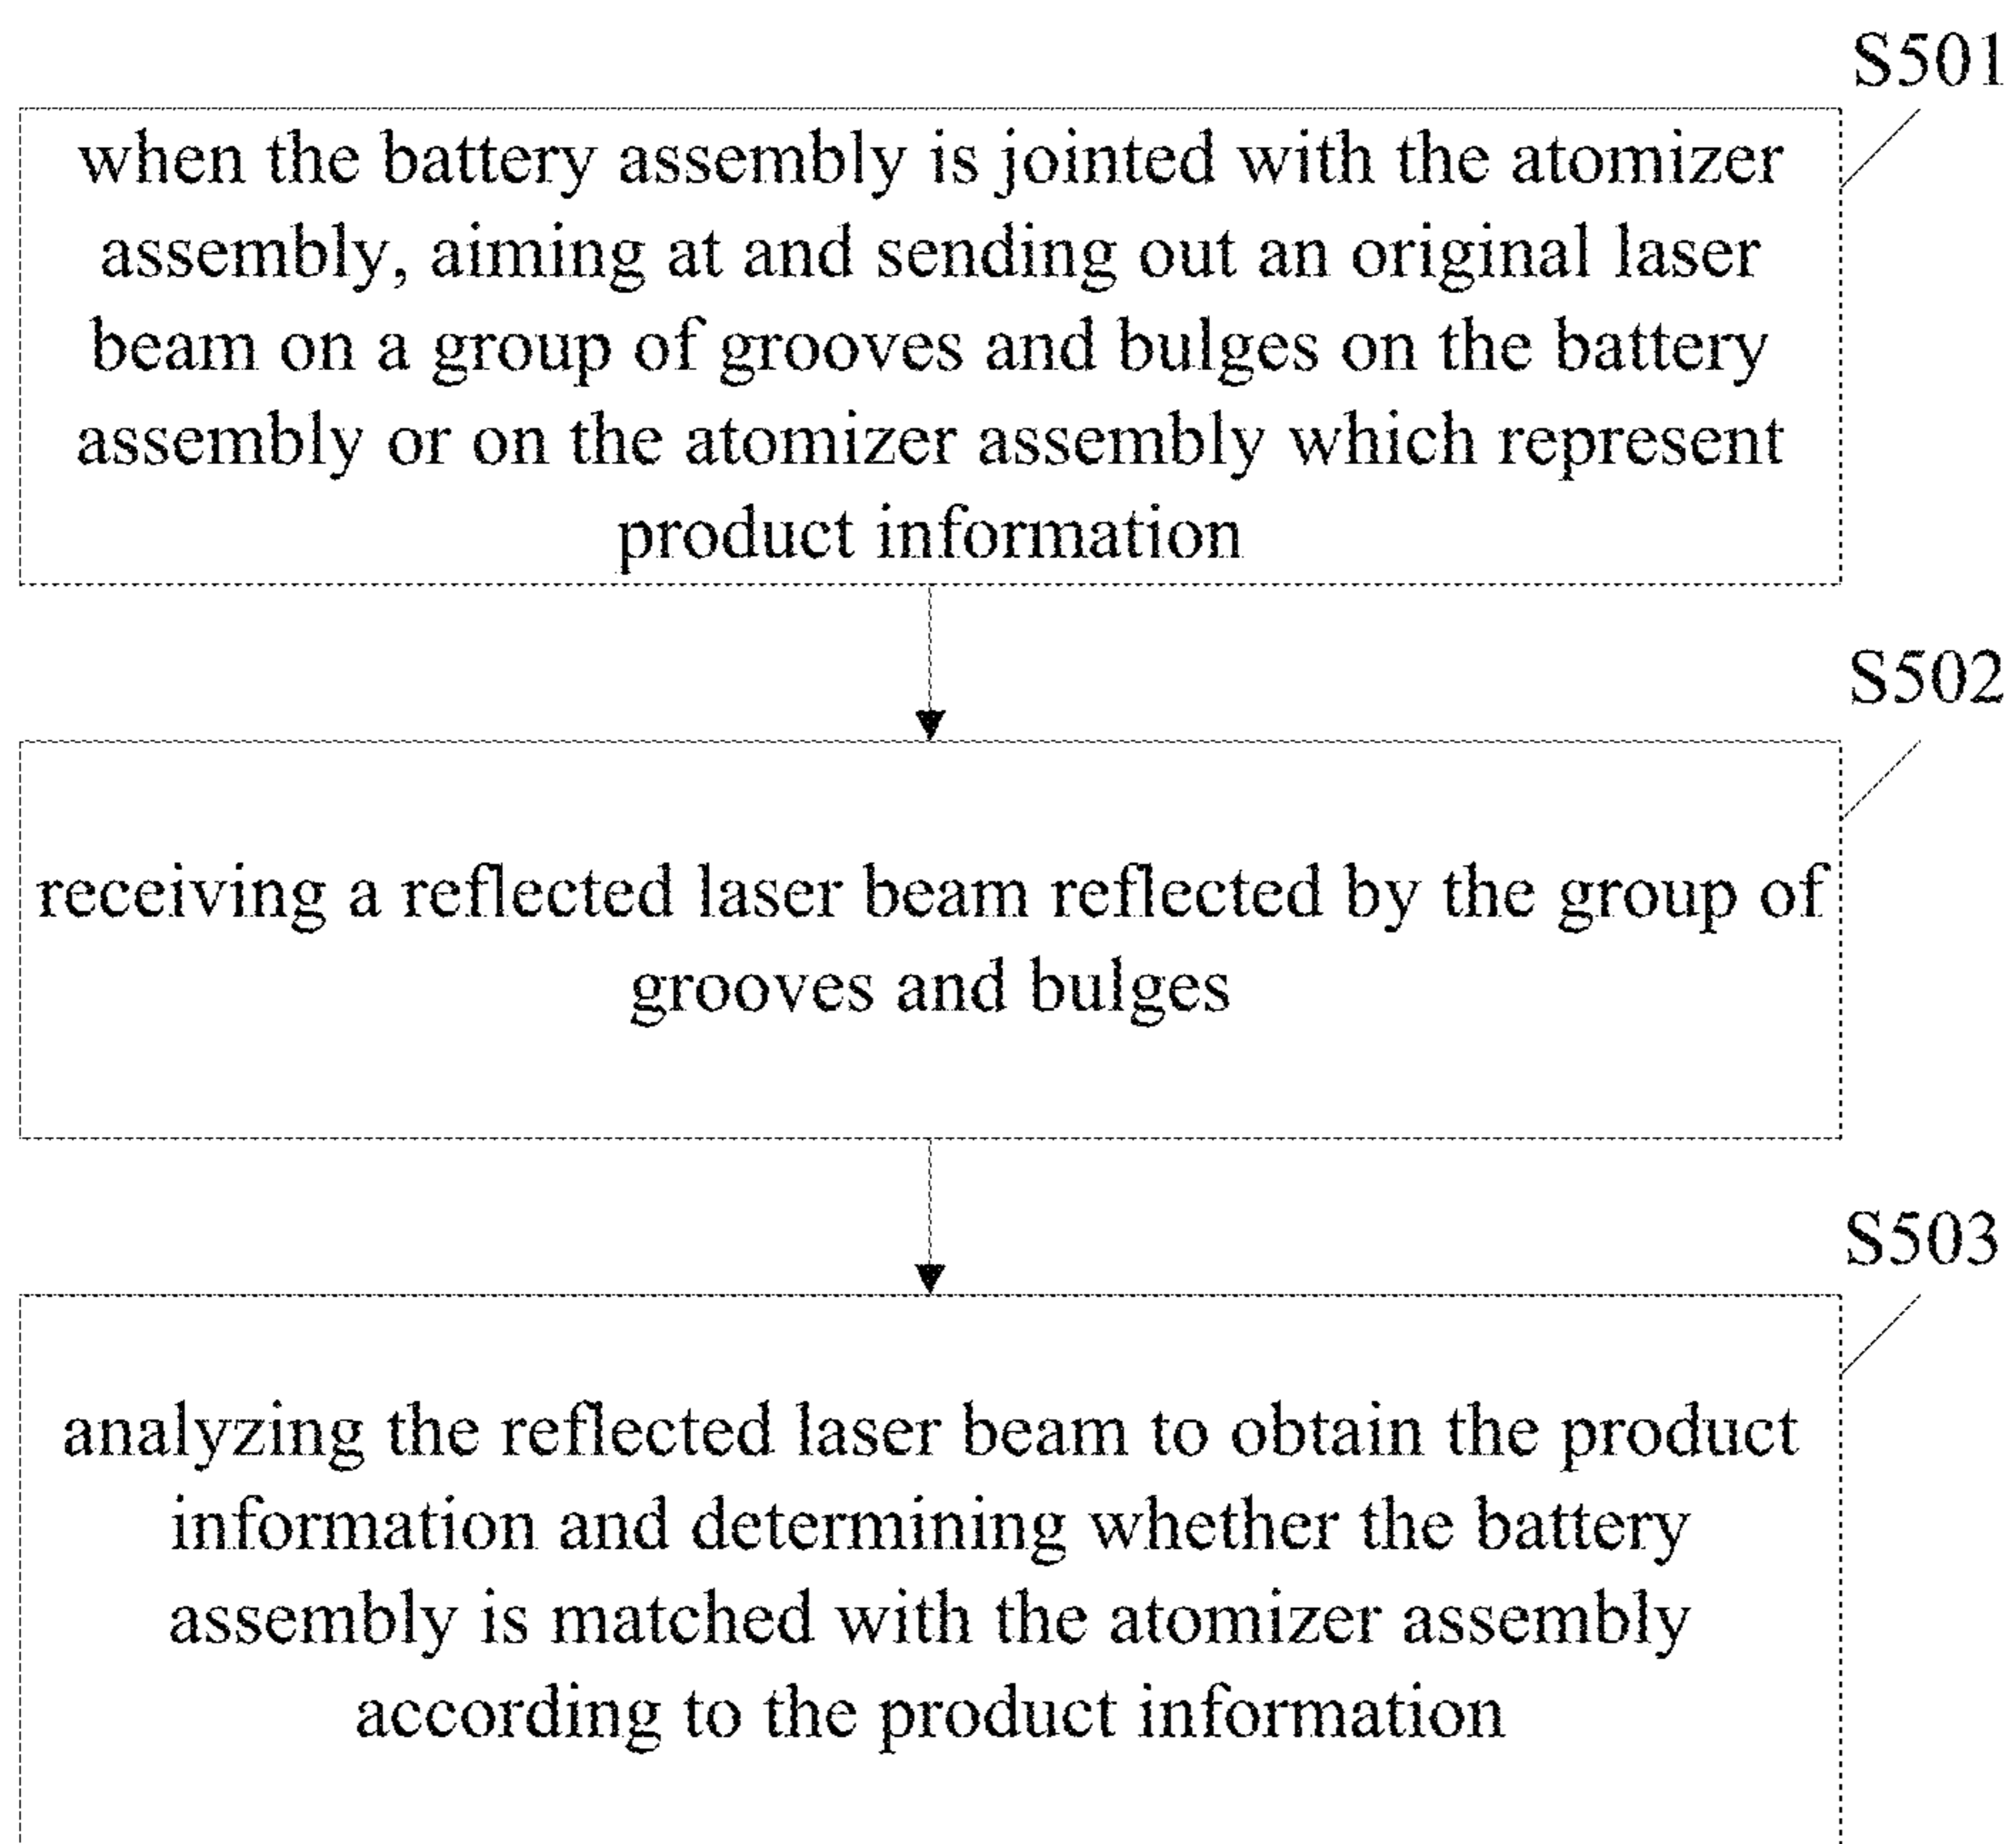 S501
when the battery assembly is jointed with the atomizer
assembly, aiming at and sending out an original laser
beam on a group of grooves and bulges on the battery
assembly or on the atomizer assembly which represent
product information
S502
receiving a reflected laser beam reflected by the group of
grooves and bulges
S503
analyzing the reflected laser beam to obtain the product
information and determining whether the battery
assembly is matched with the atomizer assembly
according to the product information